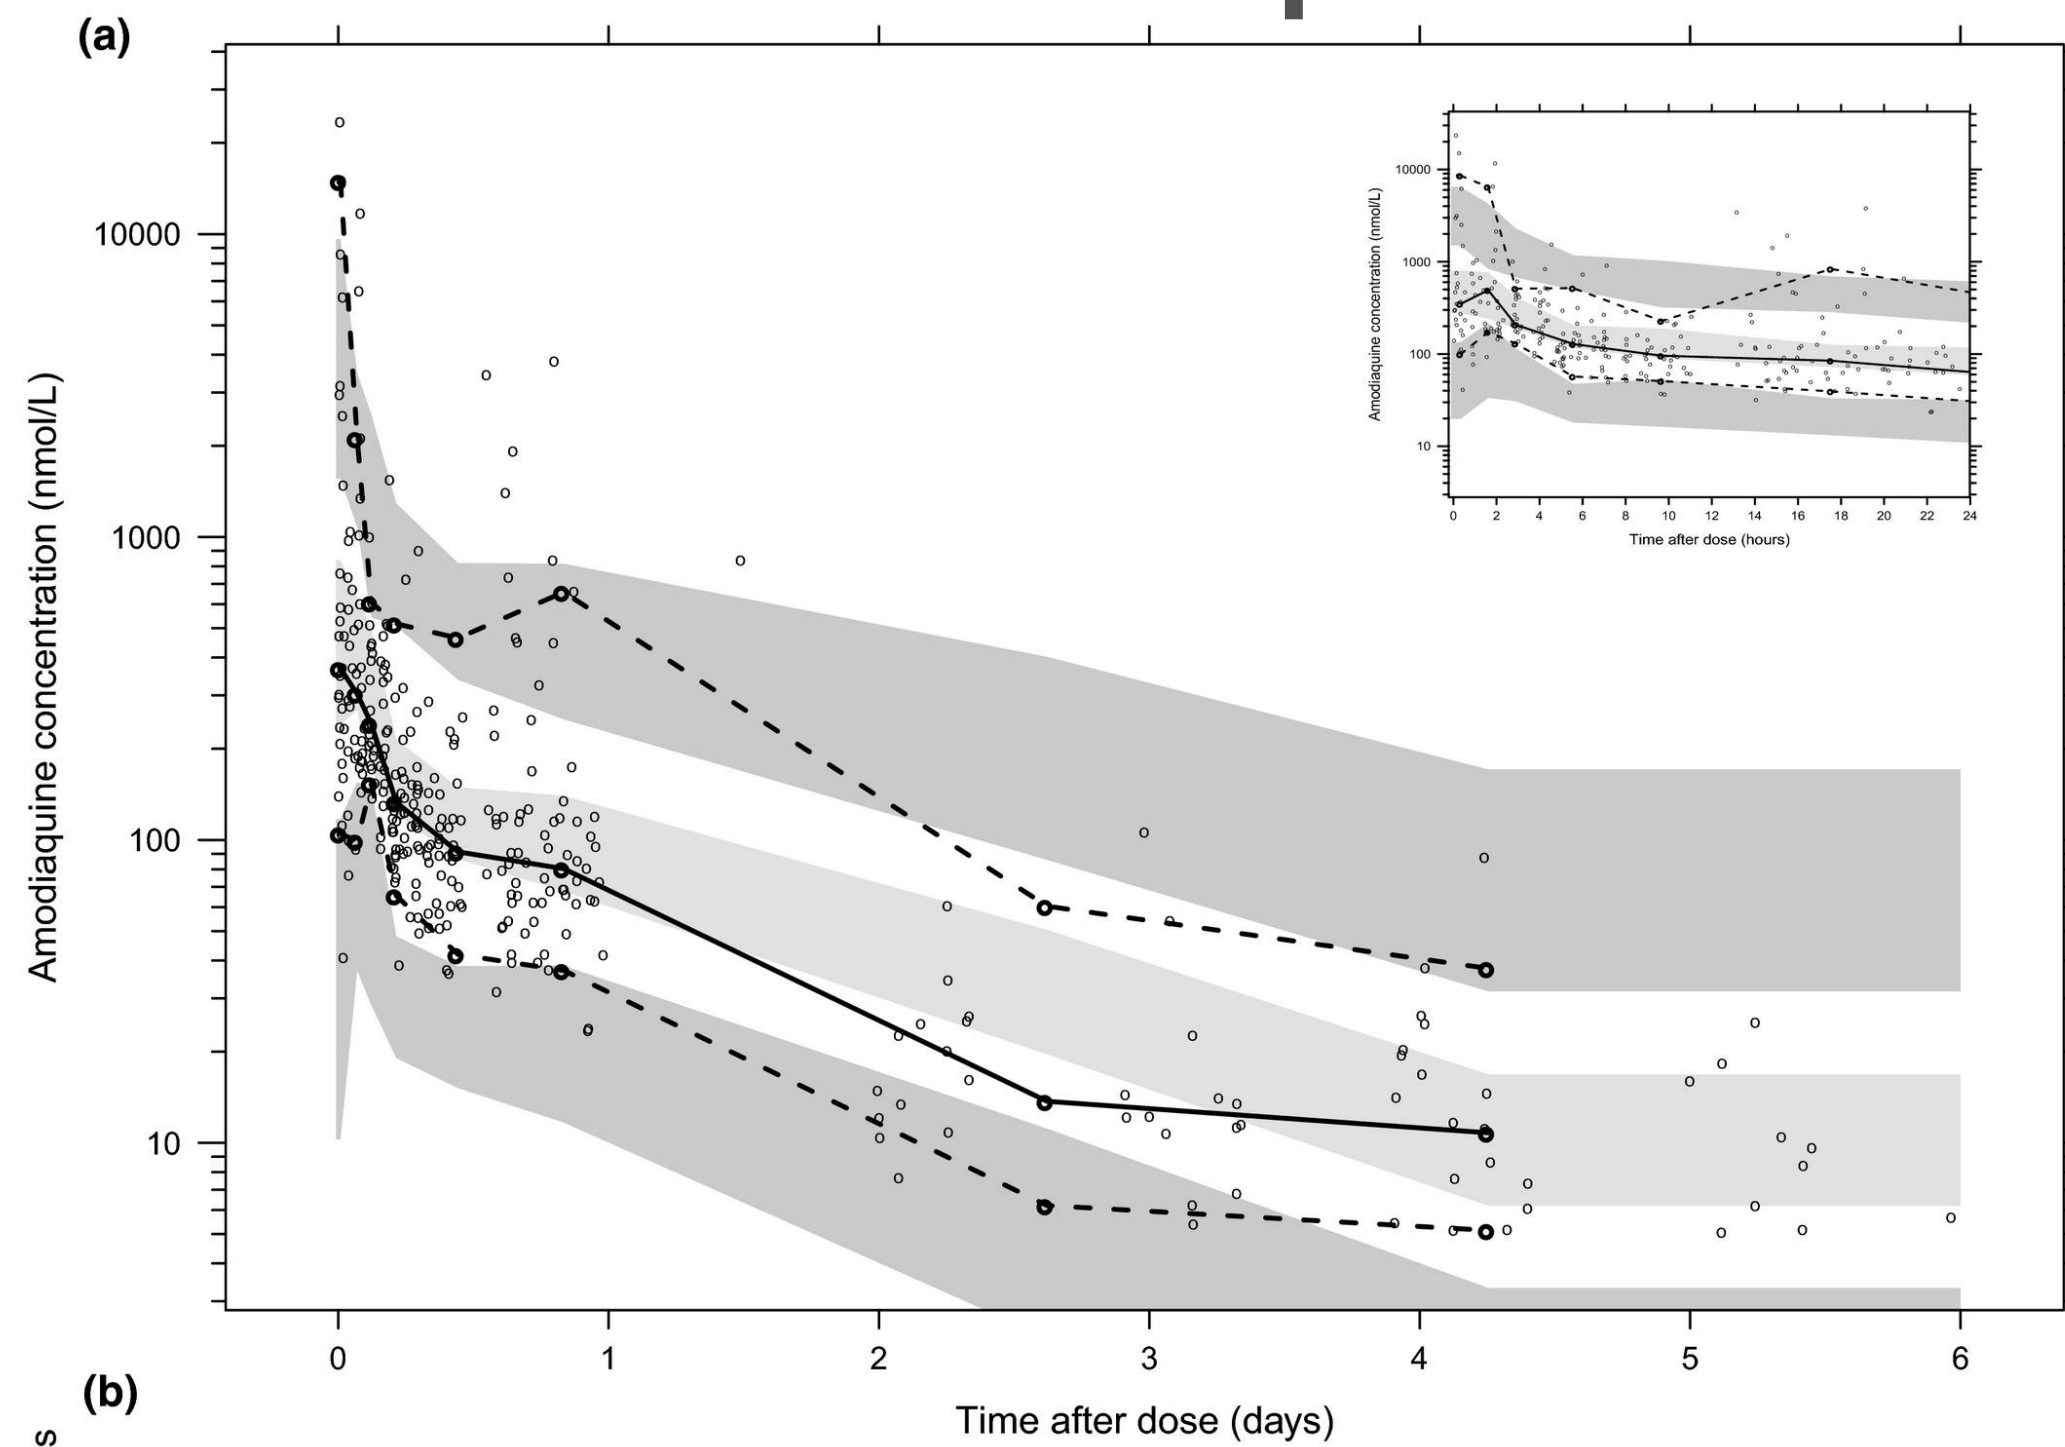 (a)
Amodiaquine concentration (nmol/L)
10000
1000
100
10
0 1 2 3 4 5 6
Time after dose (days)
Amodiaquine concentration (nmol/L)
10000
1000
100
10
0 2 4 6 8 10 12 14 16 18 20 22 24
Time after dose (hours)
(b)
s